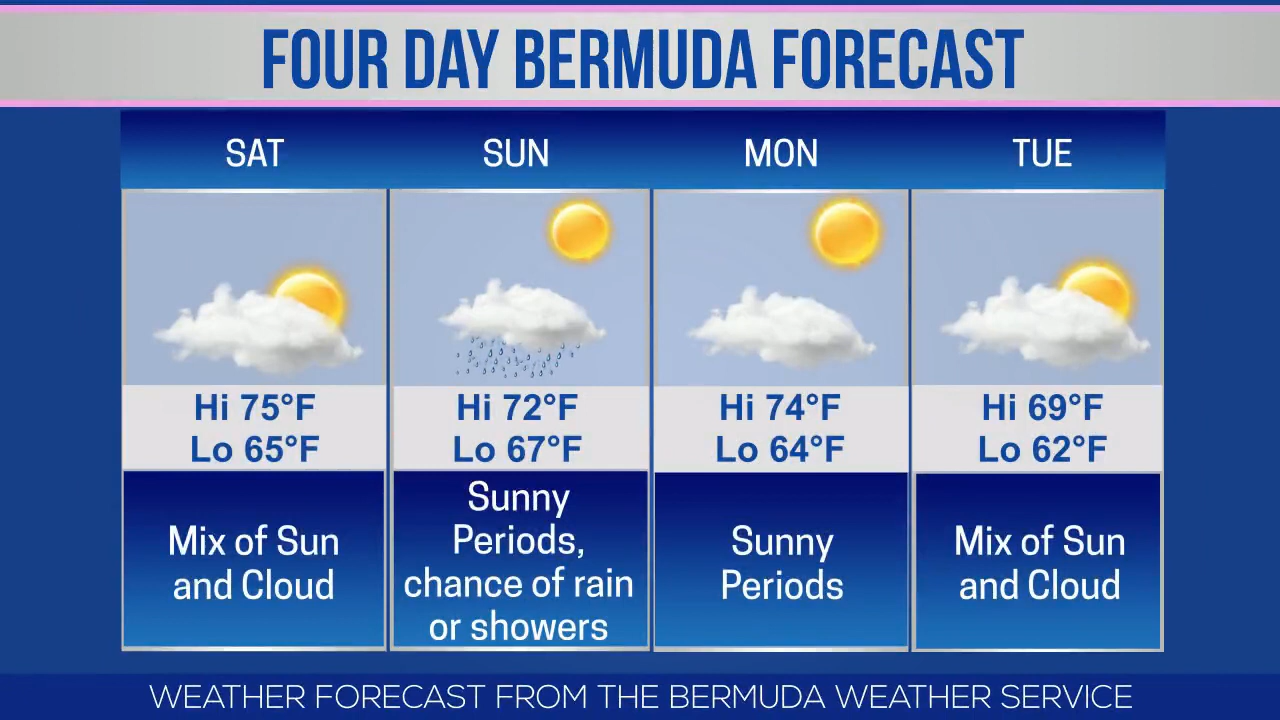 FOUR DAY BERMUDA FORECAST
SAT
SUN
MON
TUE
Hi 75°F
Lo 65°F
Hi 72°F
Lo 67°F
Hi 74°F
Lo 64°F
Hi 69°F
Lo 62°F
Mix of Sun
and Cloud
Sunny
Periods,
chance of rain
or showers
Sunny
Periods
Mix of Sun
and Cloud
WEATHER FORECAST FROM THE BERMUDA WEATHER SERVICE